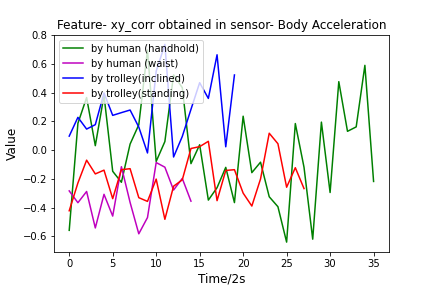 Feature- xy_corr obtained in sensor- Body Acceleration
by human (handhold)
by human (waist)
by trolley(inclined)
by trolley(standing)
Value
0.8
0.6
0.4
0.2
0.0
−0.2
−0.4
−0.6
0 5 10 15 20 25 30 35
Time/2s